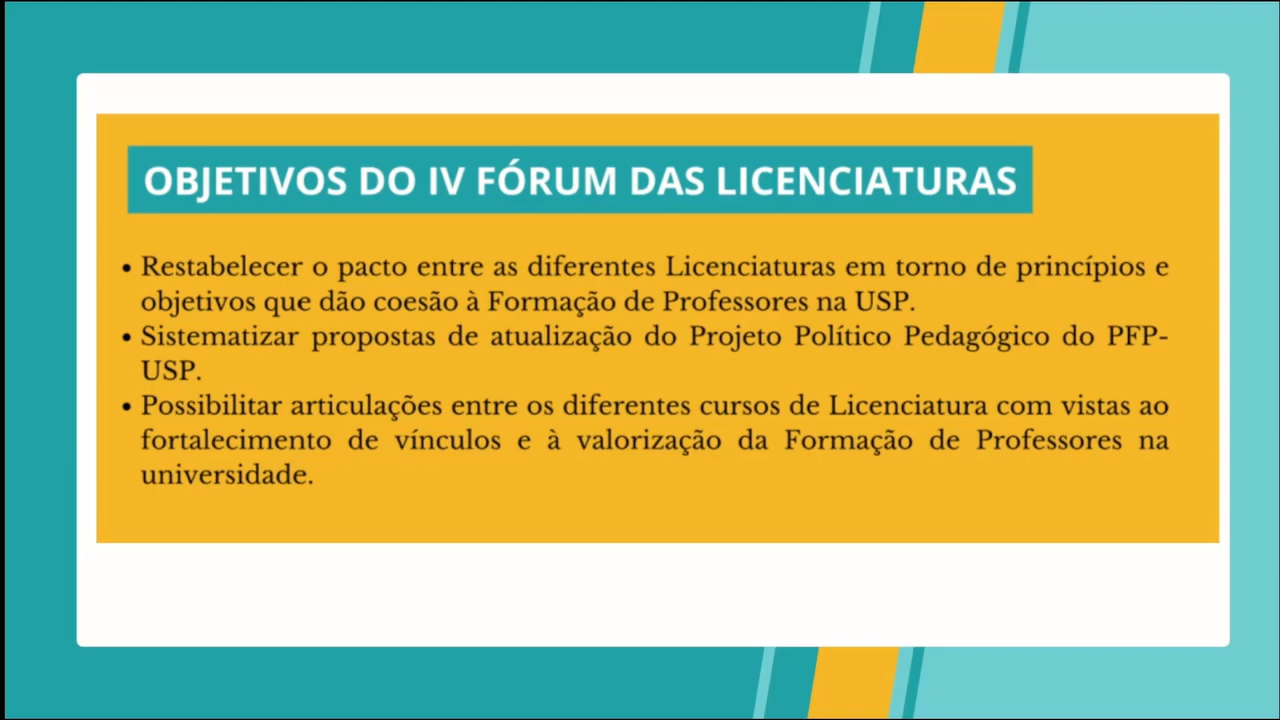 OBJETIVOS DO IV FÓRUM DAS LICENCIATURAS
• Restabelecer o pacto entre as diferentes Licenciaturas em torno de princípios e
objetivos que dão coesão à Formação de Professores na USP.
• Sistematizar propostas de atualização do Projeto Político Pedagógico do PFP-
USP.
• Possibilitar articulações entre os diferentes cursos de Licenciatura com vistas ao
fortalecimento de vínculos e à valorização da Formação de Professores na
universidade.